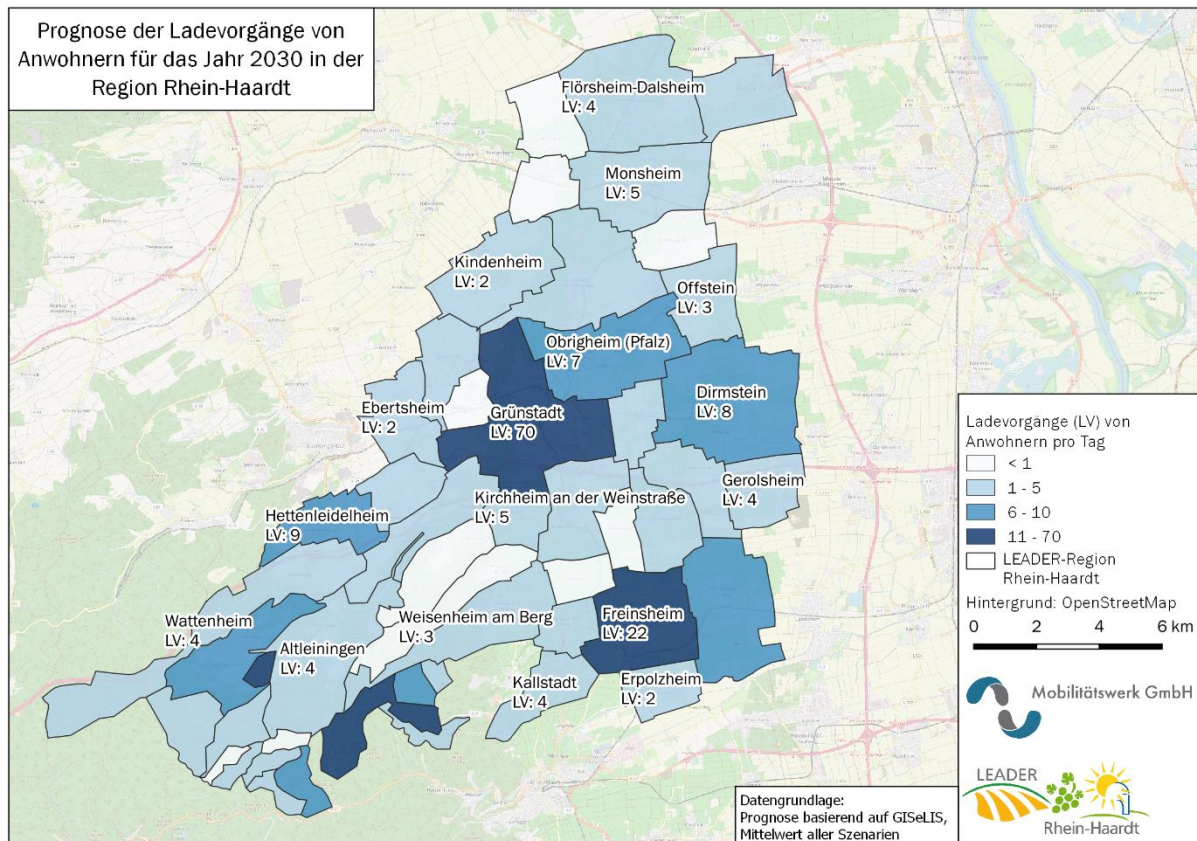 Prognose der Ladevorgänge von
Anwohnern für das Jahr 2030 in der
Region Rhein-Haardt
Flörsheim-Dalsheim
LV: 4
Monsheim
LV: 5
Kindenheim
LV: 2
Offstein
LV: 3
Obrigheim (Pfalz)
LV: 7
Dirmstein
LV: 8
Ebertsheim
LV: 2
Grünstadt
LV: 70
Gerolsheim
LV: 4
Kirchheim an der Weinstraße
LV: 5
Hettenleidelheim
LV: 9
Wattenheim
LV: 4
Altleiningen
LV: 4
Weisenheim am Berg
LV: 3
Freinsheim
LV: 22
Kallstadt
LV: 4
Erpolzheim
LV: 2
Ladevorgänge (LV) von
Anwohnern pro Tag
< 1
1 - 5
6 - 10
11 - 70
LEADER-Region
Rhein-Haardt
Hintergrund: OpenStreetMap
0 2 4 6 km
Mobilitätswerk GmbH
LEADER
Rhein-Haardt
Datengrundlage:
Prognose basierend auf GISeLIS,
Mittelwert aller Szenarien